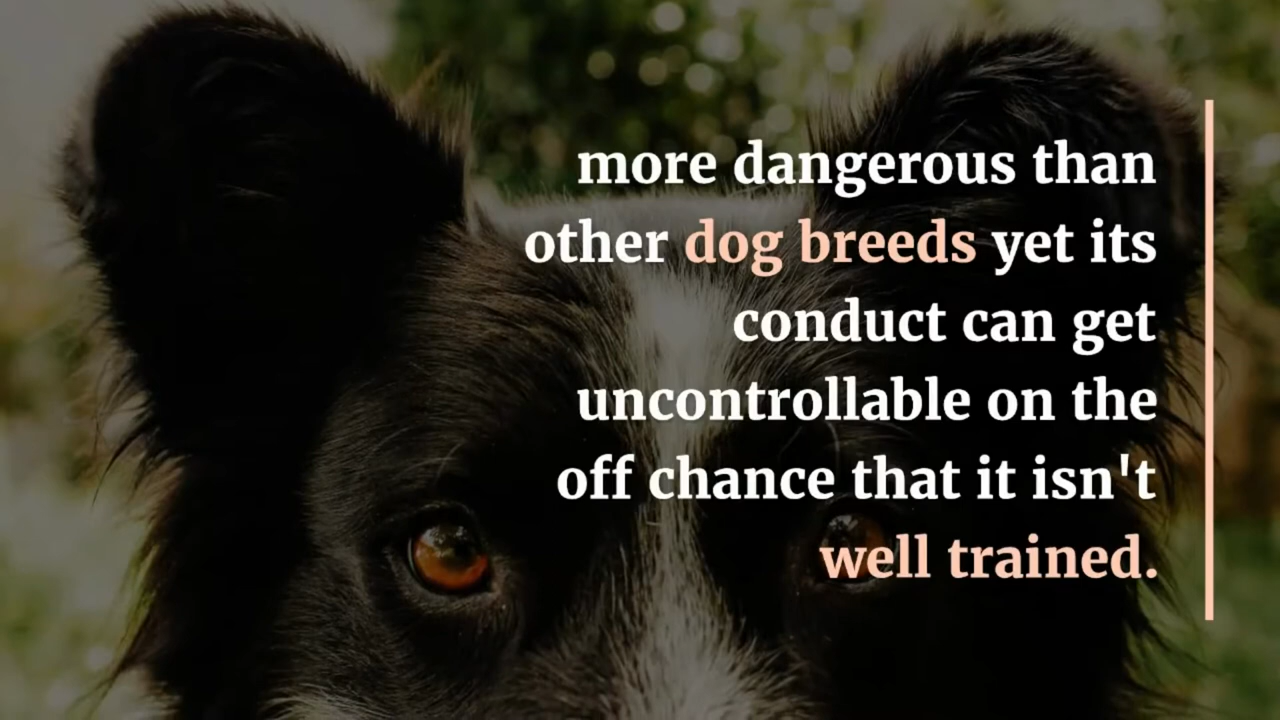 more dangerous than
other dog breeds yet its
conduct can get
uncontrollable on the
off chance that it isn't
well trained.